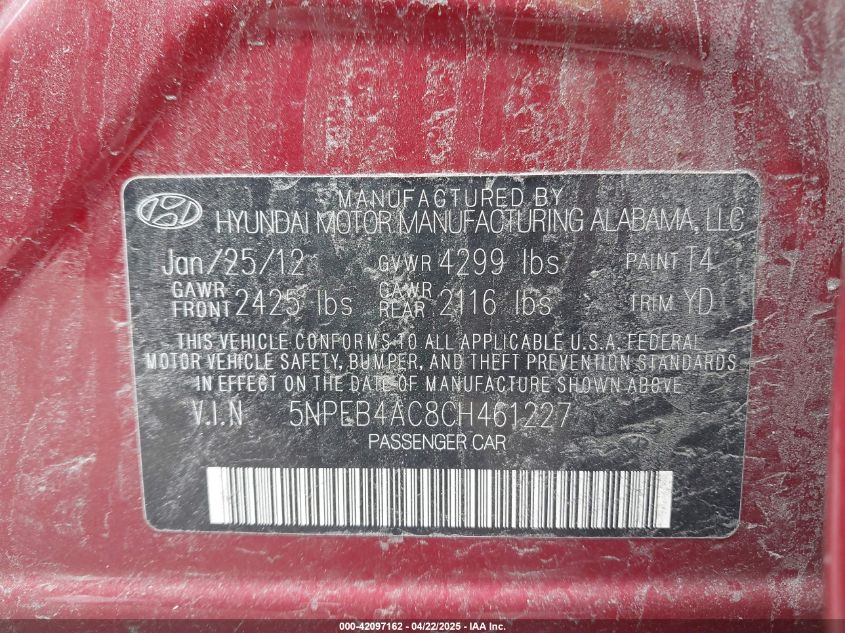 MANUFACTURED BY
HYUNDAI MOTOR MANUFACTURING ALABAMA, LLC
Jan/25/12 GVWR 4299 lbs PAINT T4
GAWR FRONT 2425 lbs GAWR REAR 2116 lbs TRIM YD
THIS VEHICLE CONFORMS TO ALL APPLICABLE U.S.A. FEDERAL
MOTOR VEHICLE SAFETY, BUMPER, AND THEFT PREVENTION STANDARDS
IN EFFECT ON THE DATE OF MANUFACTURE SHOWN ABOVE.
V.I.N 5NPEB4AC8CH461227
PASSENGER CAR
000-42097162 - 04/22/2025 - IAA Inc.